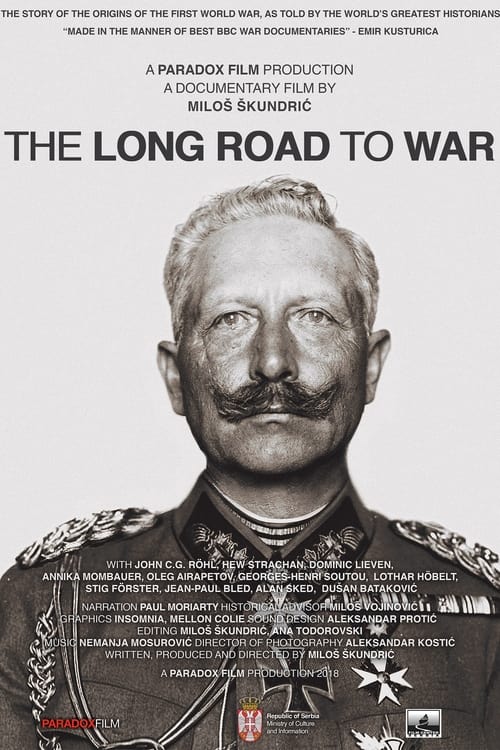 THE STORY OF THE ORIGINS OF THE FIRST WORLD WAR, AS TOLD BY THE WORLD'S GREATEST HISTORIANS
“MADE IN THE MANNER OF BEST BBC WAR DOCUMENTARIES” - EMIR KUSTURICA
A PARADOX FILM PRODUCTION
A DOCUMENTARY FILM BY
MILOŠ ŠKUNDRIĆ
THE LONG ROAD TO WAR
WITH JOHN C.G. RÖHL, HEW STRACHAN, DOMINIC LIEVEN,
ANNIKA MOMBAUER, OLEG AIRAPETOV, GEORGES-HENRI SOUTOU, LOTHAR HÖBELT,
STIG FÖRSTER, JEAN-PAUL BLED, ALAN SKED, DUŠAN BATAKOVIĆ
NARRATION PAUL MORIARTY HISTORICAL ADVISOR MILOŠ VOJINOVIĆ
GRAPHICS INSOMNIA, MELLON COLIE SOUND DESIGN ALEKSANDAR PROTIĆ
EDITING MILOŠ ŠKUNDRIĆ, ANA TODOROVSKI
MUSIC NEMANJA MOSUROVIĆ DIRECTOR OF PHOTOGRAPHY ALEKSANDAR KOSTIĆ
WRITTEN, PRODUCED AND DIRECTED BY MILOŠ ŠKUNDRIĆ
A PARADOX FILM PRODUCTION 2018
PARADOXFILM
Republic of Serbia
Ministry of Culture
and Information